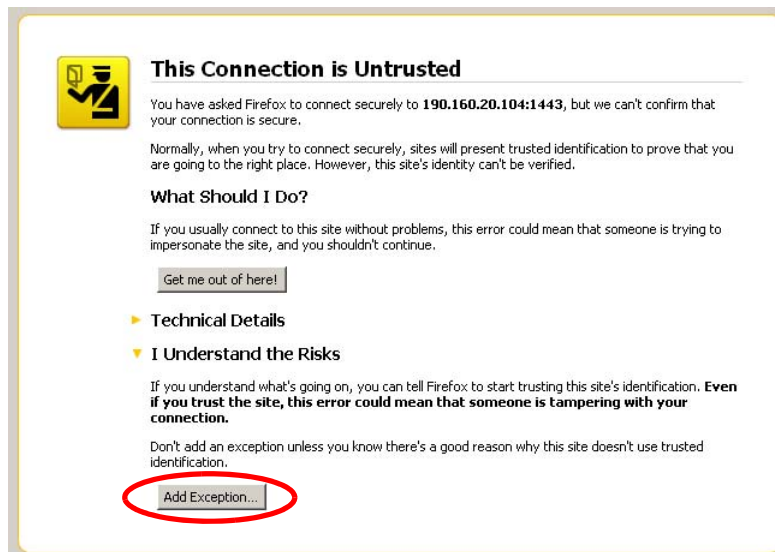 This Connection is Untrusted
You have asked Firefox to connect securely to 190.160.20.104:1443, but we can't confirm that
your connection is secure.
Normally, when you try to connect securely, sites will present trusted identification to prove that you
are going to the right place. However, this site's identity can't be verified.
What Should I Do?
If you usually connect to this site without problems, this error could mean that someone is trying to
impersonate the site, and you shouldn't continue.
Get me out of here!
Technical Details
I Understand the Risks
If you understand what's going on, you can tell Firefox to start trusting this site's identification. Even
if you trust the site, this error could mean that someone is tampering with your
connection.
Don't add an exception unless you know there's a good reason why this site doesn't use trusted
identification.
Add Exception...